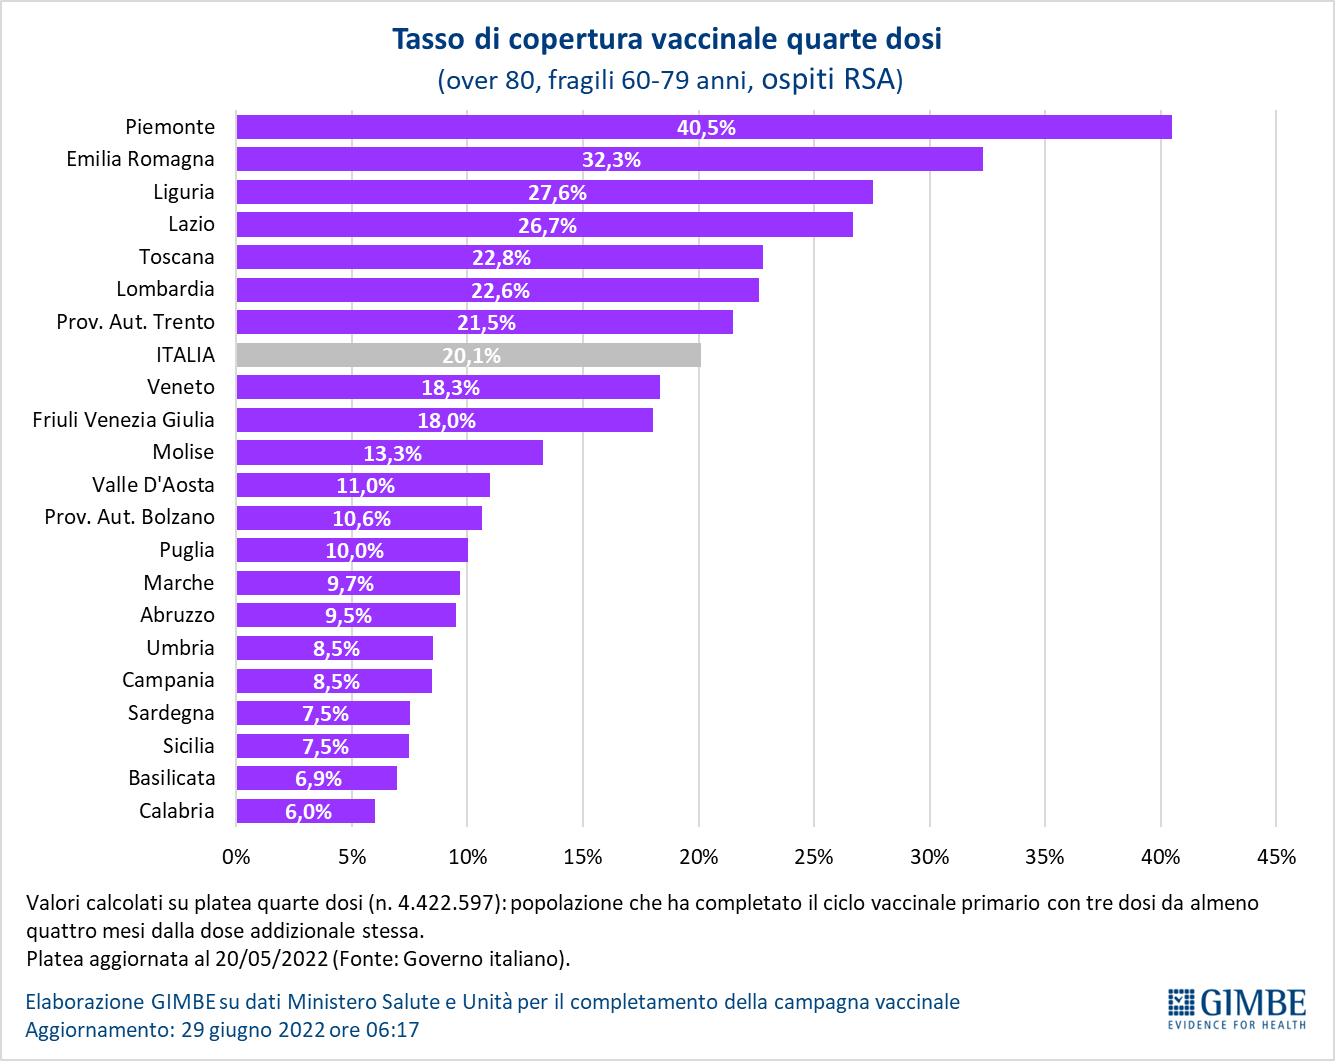 Tasso di copertura vaccinale quarte dosi
(over 80, fragili 60-79 anni, ospiti RSA)
Piemonte 40,5%
Emilia Romagna 32,3%
Liguria 27,6%
Lazio 26,7%
Toscana 22,8%
Lombardia 22,6%
Prov. Aut. Trento 21,5%
ITALIA 20,1%
Veneto 18,3%
Friuli Venezia Giulia 18,0%
Molise 13,3%
Valle D'Aosta 11,0%
Prov. Aut. Bolzano 10,6%
Puglia 10,0%
Marche 9,7%
Abruzzo 9,5%
Umbria 8,5%
Campania 8,5%
Sardegna 7,5%
Sicilia 7,5%
Basilicata 6,9%
Calabria 6,0%
0% 5% 10% 15% 20% 25% 30% 35% 40% 45%
Valori calcolati su platea quarte dosi (n. 4.422.597): popolazione che ha completato il ciclo vaccinale primario con tre dosi da almeno
quattro mesi dalla dose addizionale stessa.
Platea aggiornata al 20/05/2022 (Fonte: Governo italiano).
Elaborazione GIMBE su dati Ministero Salute e Unità per il completamento della campagna vaccinale
Aggiornamento: 29 giugno 2022 ore 06:17
GIMBE
EVIDENCE FOR HEALTH